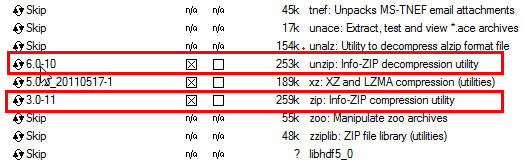 Skip n/a n/a 45k tnef: Unpacks MS-TNEF email attachments
Skip n/a n/a 17k unace: Extract, test and view *.ace archives
Skip n/a n/a 154k unalz: Utility to decompress alzip format file
6.0-10 253k unzip: Info-ZIP decompression utility
5.0. _20110517-1 189k xz: XZ and LZMA compression (utilities)
3.0-11 259k zip: Info-ZIP compression utility
Skip n/a n/a 55k zoo: Manipulate zoo archives
Skip n/a n/a 48k zziplib: ZIP file library (utilities)
Skip n/a n/a ? libhdf5_0